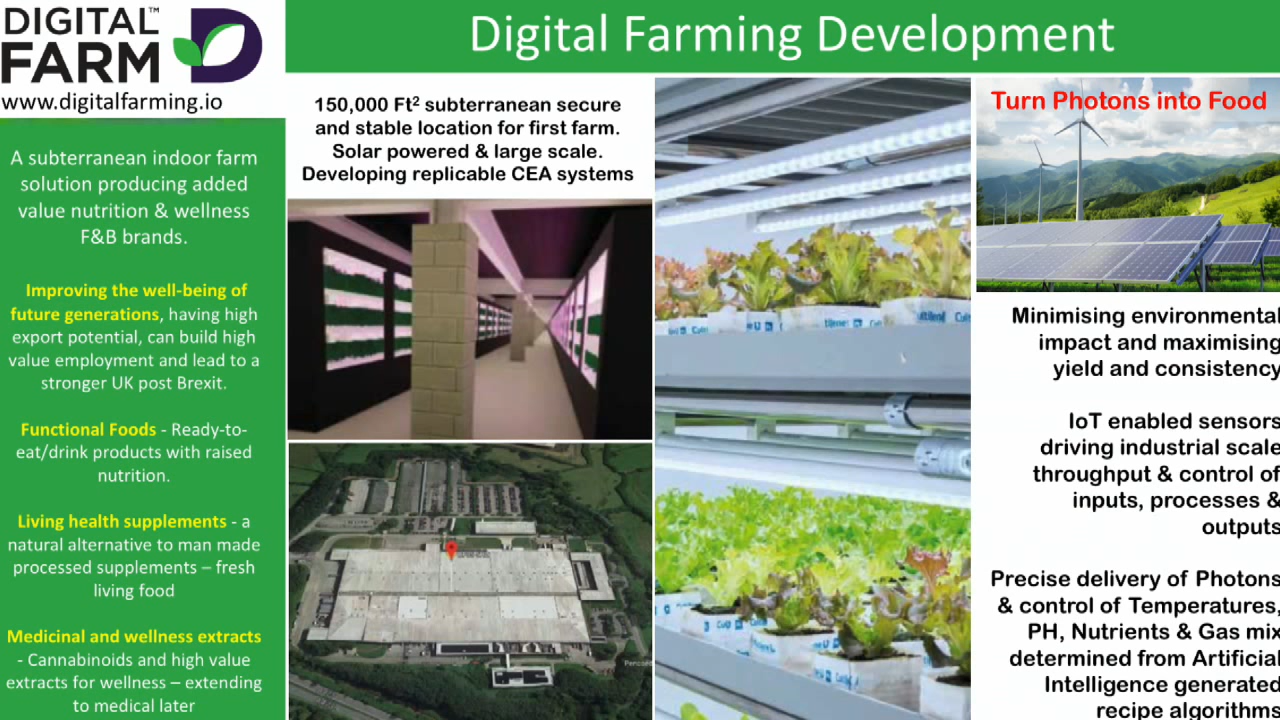 DIGITAL™
FARM
www.digitalfarming.io
Digital Farming Development
A subterranean indoor farm
solution producing added
value nutrition & wellness
F&B brands.
Improving the well-being of
future generations, having high
export potential, can build high
value employment and lead to a
stronger UK post Brexit.
Functional Foods - Ready-to-
eat/drink products with raised
nutrition.
Living health supplements - a
natural alternative to man made
processed supplements – fresh
living food
Medicinal and wellness extracts
- Cannabinoids and high value
extracts for wellness – extending
to medical later
150,000 Ft² subterranean secure
and stable location for first farm.
Solar powered & large scale.
Developing replicable CEA systems
Turn Photons into Food
Minimising environmental
impact and maximising
yield and consistency
IoT enabled sensors
driving industrial scale
throughput & control of
inputs, processes &
outputs
Precise delivery of Photons
& control of Temperatures,
PH, Nutrients & Gas mix
determined from Artificial
Intelligence generated
recipe algorithms